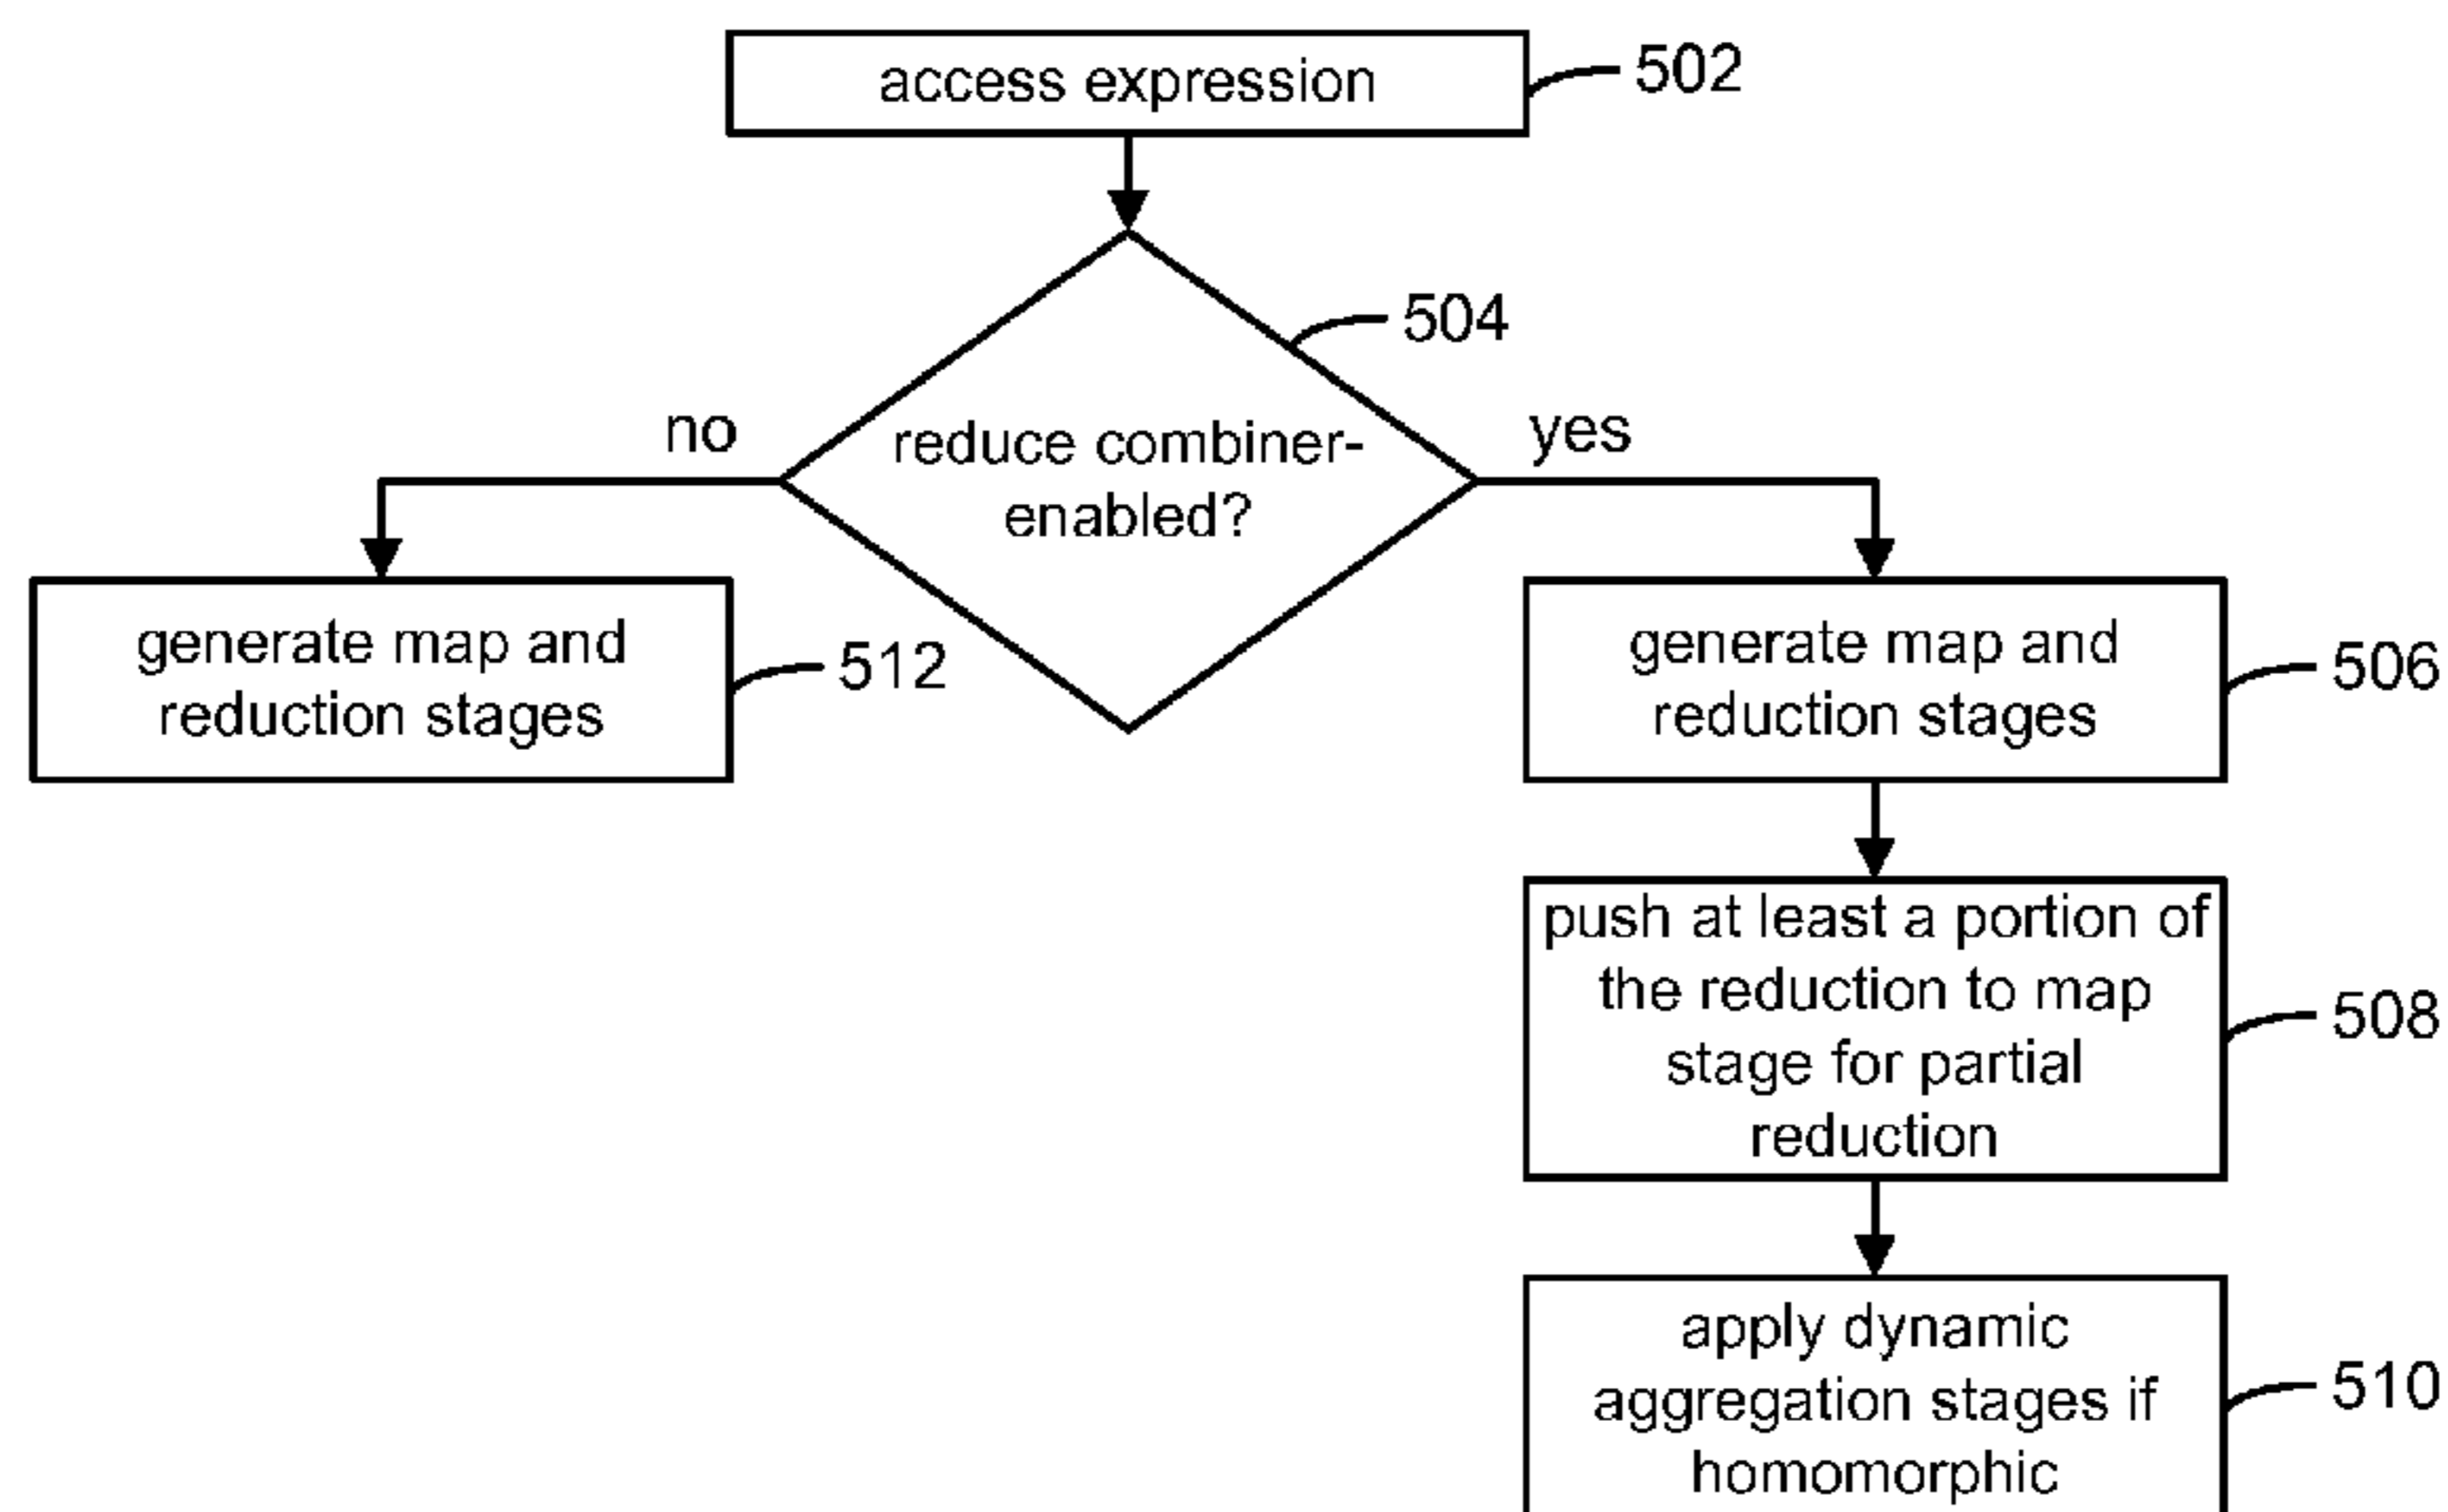 access expression
502
504
no
reduce combiner-
enabled?
yes
generate map and
reduction stages
512
generate map and
reduction stages
506
push at least a portion of
the reduction to map
stage for partial
reduction
508
apply dynamic
aggregation stages if
homomorphic
510